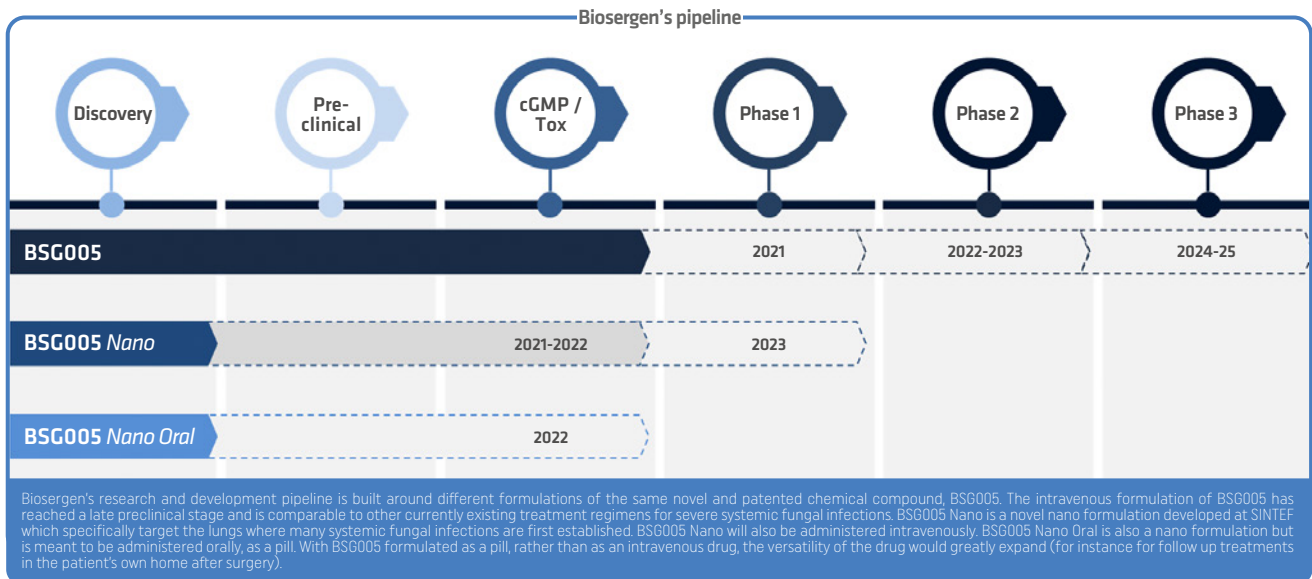 Biosergen's pipeline
Discovery
Pre-
clinical
cGMP /
Tox
Phase 1
Phase 2
Phase 3
BSG005
2021
2022-2023
2024-25
BSG005 Nano
2021-2022
2023
BSG005 Nano Oral
2022
Biosergen's research and development pipeline is built around different formulations of the same novel and patented chemical compound, BSG005. The intravenous formulation of BSG005 has
reached a late preclinical stage and is comparable to other currently existing treatment regimens for severe systemic fungal infections. BSG005 Nano is a novel nano formulation developed at SINTEF
which specifically target the lungs where many systemic fungal infections are first established. BSG005 Nano will also be administered intravenously. BSG005 Nano Oral is also a nano formulation but
is meant to be administered orally, as a pill. With BSG005 formulated as a pill, rather than as an intravenous drug, the versatility of the drug would greatly expand (for instance for follow up treatments
in the patient's own home after surgery).